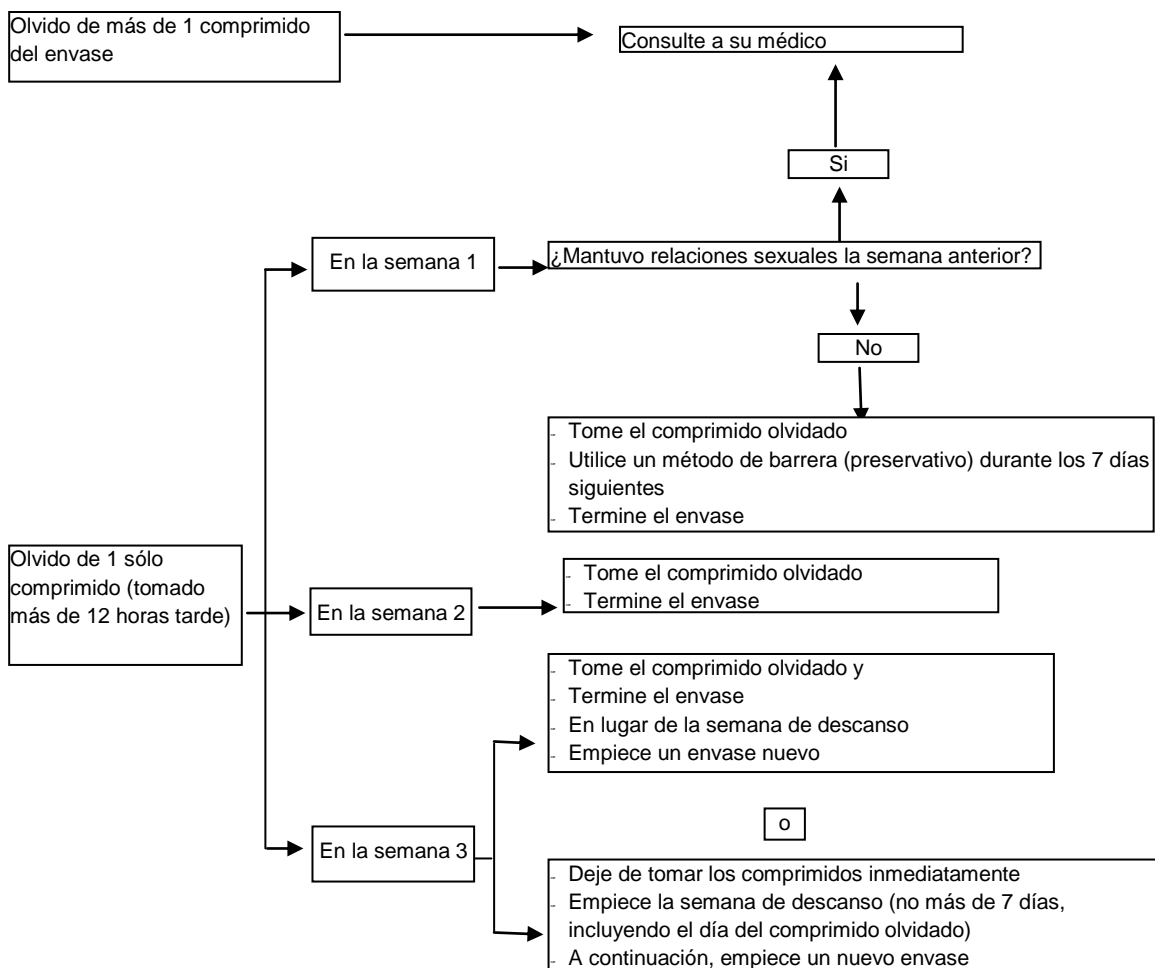 Olvido de más de 1 comprimido
del envase
Consulte a su médico
Si
En la semana 1
¿Mantuvo relaciones sexuales la semana anterior?
No
- Tome el comprimido olvidado
- Utilice un método de barrera (preservativo) durante los 7 días
siguientes
- Termine el envase
Olvido de 1 sólo
comprimido (tomado
más de 12 horas tarde)
En la semana 2
- Tome el comprimido olvidado
- Termine el envase
- Tome el comprimido olvidado y
- Termine el envase
- En lugar de la semana de descanso
- Empiece un envase nuevo
o
En la semana 3
- Deje de tomar los comprimidos inmediatamente
- Empiece la semana de descanso (no más de 7 días,
incluyendo el día del comprimido olvidado)
- A continuación, empiece un nuevo envase